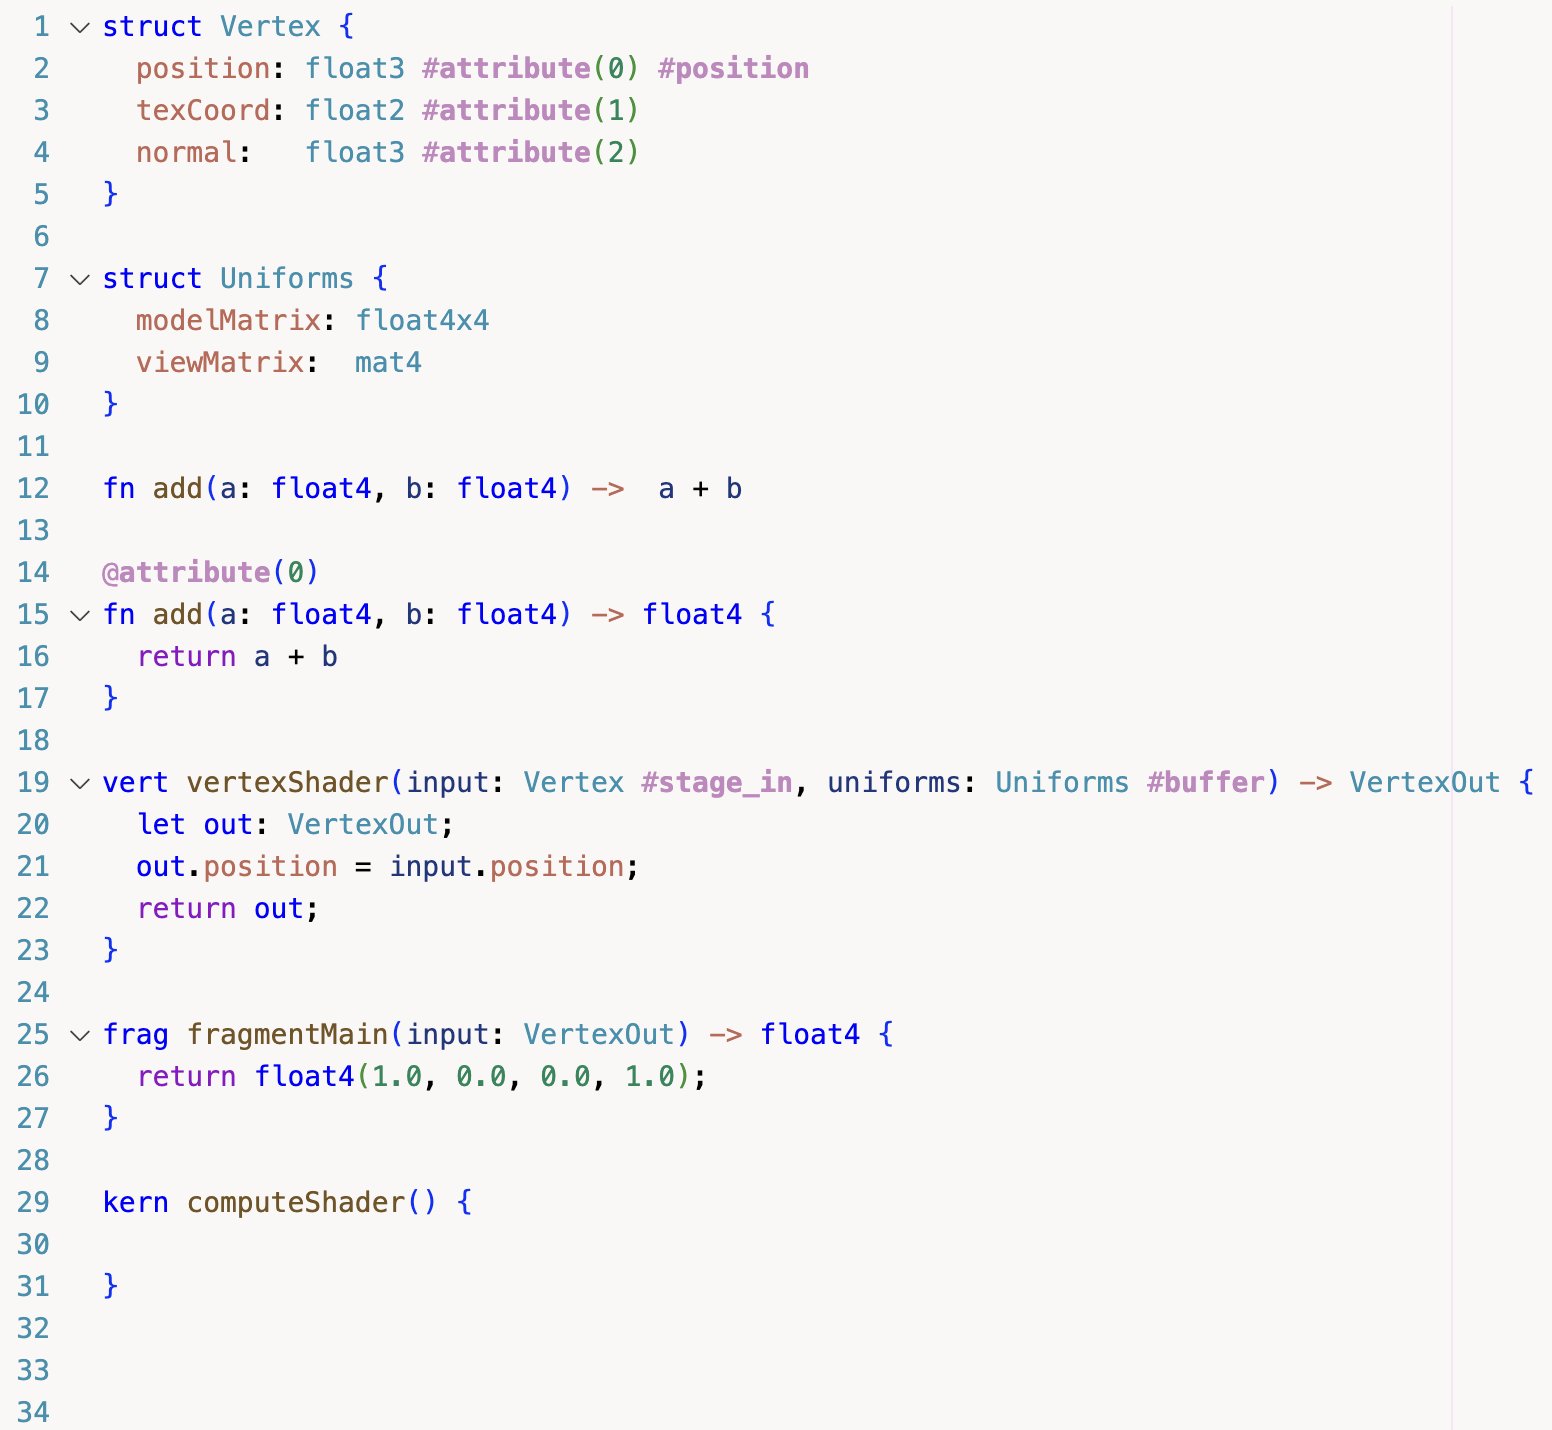 1 struct Vertex {
2   position: float3 #attribute(0) #position
3   texCoord: float2 #attribute(1)
4   normal:   float3 #attribute(2)
5 }
6
7 struct Uniforms {
8   modelMatrix: float4x4
9   viewMatrix:  mat4
10 }
11
12 fn add(a: float4, b: float4) ->  a + b
13
14 @attribute(0)
15 fn add(a: float4, b: float4) -> float4 {
16   return a + b
17 }
18
19 vert vertexShader(input: Vertex #stage_in, uniforms: Uniforms #buffer) -> VertexOut {
20   let out: VertexOut;
21   out.position = input.position;
22   return out;
23 }
24
25 frag fragmentMain(input: VertexOut) -> float4 {
26   return float4(1.0, 0.0, 0.0, 1.0);
27 }
28
29 kern computeShader() {
30
31 }
32
33
34